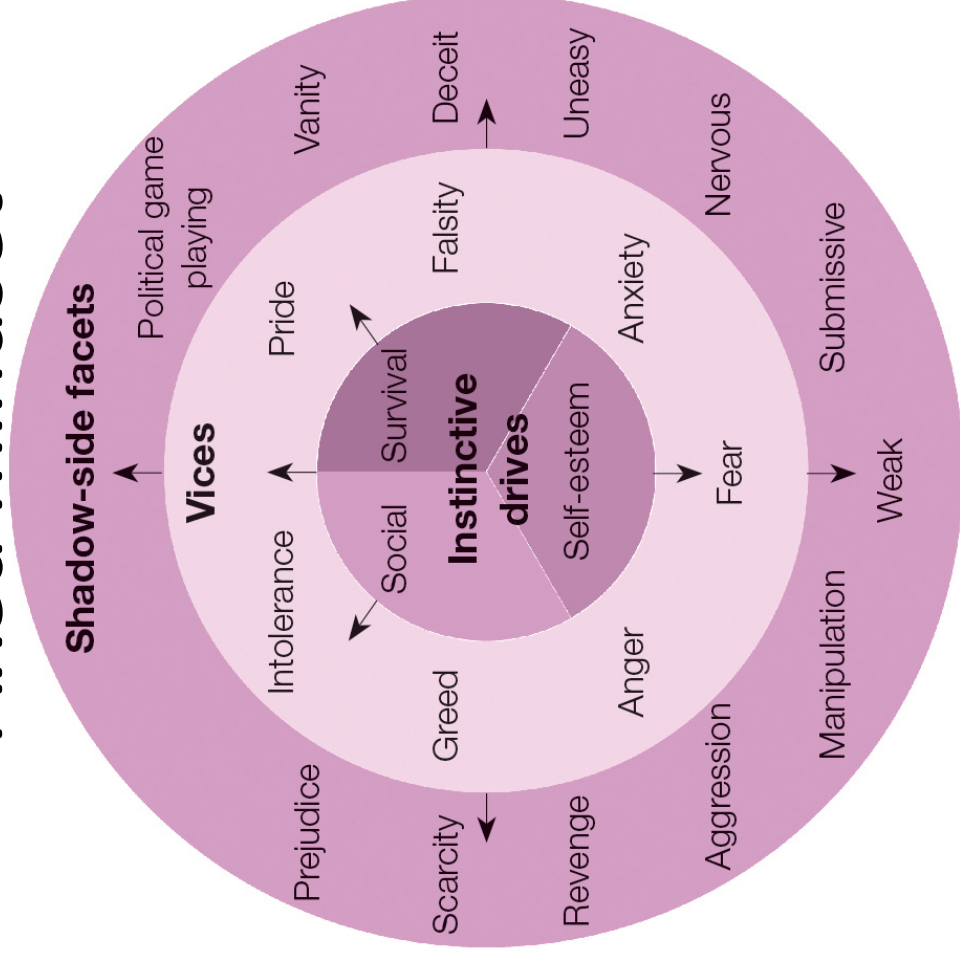 Shadow-side facets
Political game
playing
Vices
Prejudice
Intolerance
Pride
Vanity
Social
Survival
Scarcity
Greed
Instinctive
drives
Falsity
Deceit
Revenge
Self-esteem
Uneasy
Anger
Anxiety
Aggression
Fear
Nervous
Manipulation
Submissive
Weak